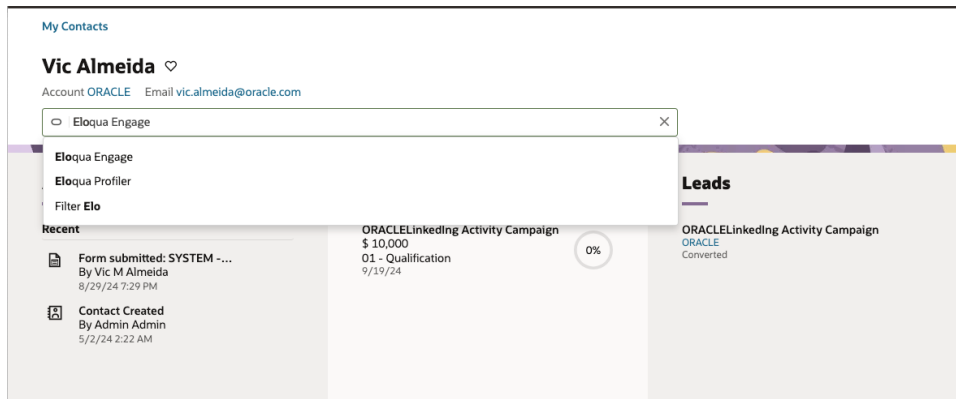 My Contacts
Vic Almeida
Account ORACLE Email vic.almeida@oracle.com
Eloqua Engage
Eloqua Engage
Eloqua Profiler
Filter Elo
Recent
Form submitted: SYSTEM -...
By Vic M Almeida
8/29/24 7:29 PM
Contact Created
By Admin Admin
5/2/24 2:22 AM
ORACLELinkedIng Activity Campaign
$ 10,000
01 - Qualification
9/19/24
0%
Leads
ORACLELinkedIng Activity Campaign
ORACLE
Converted